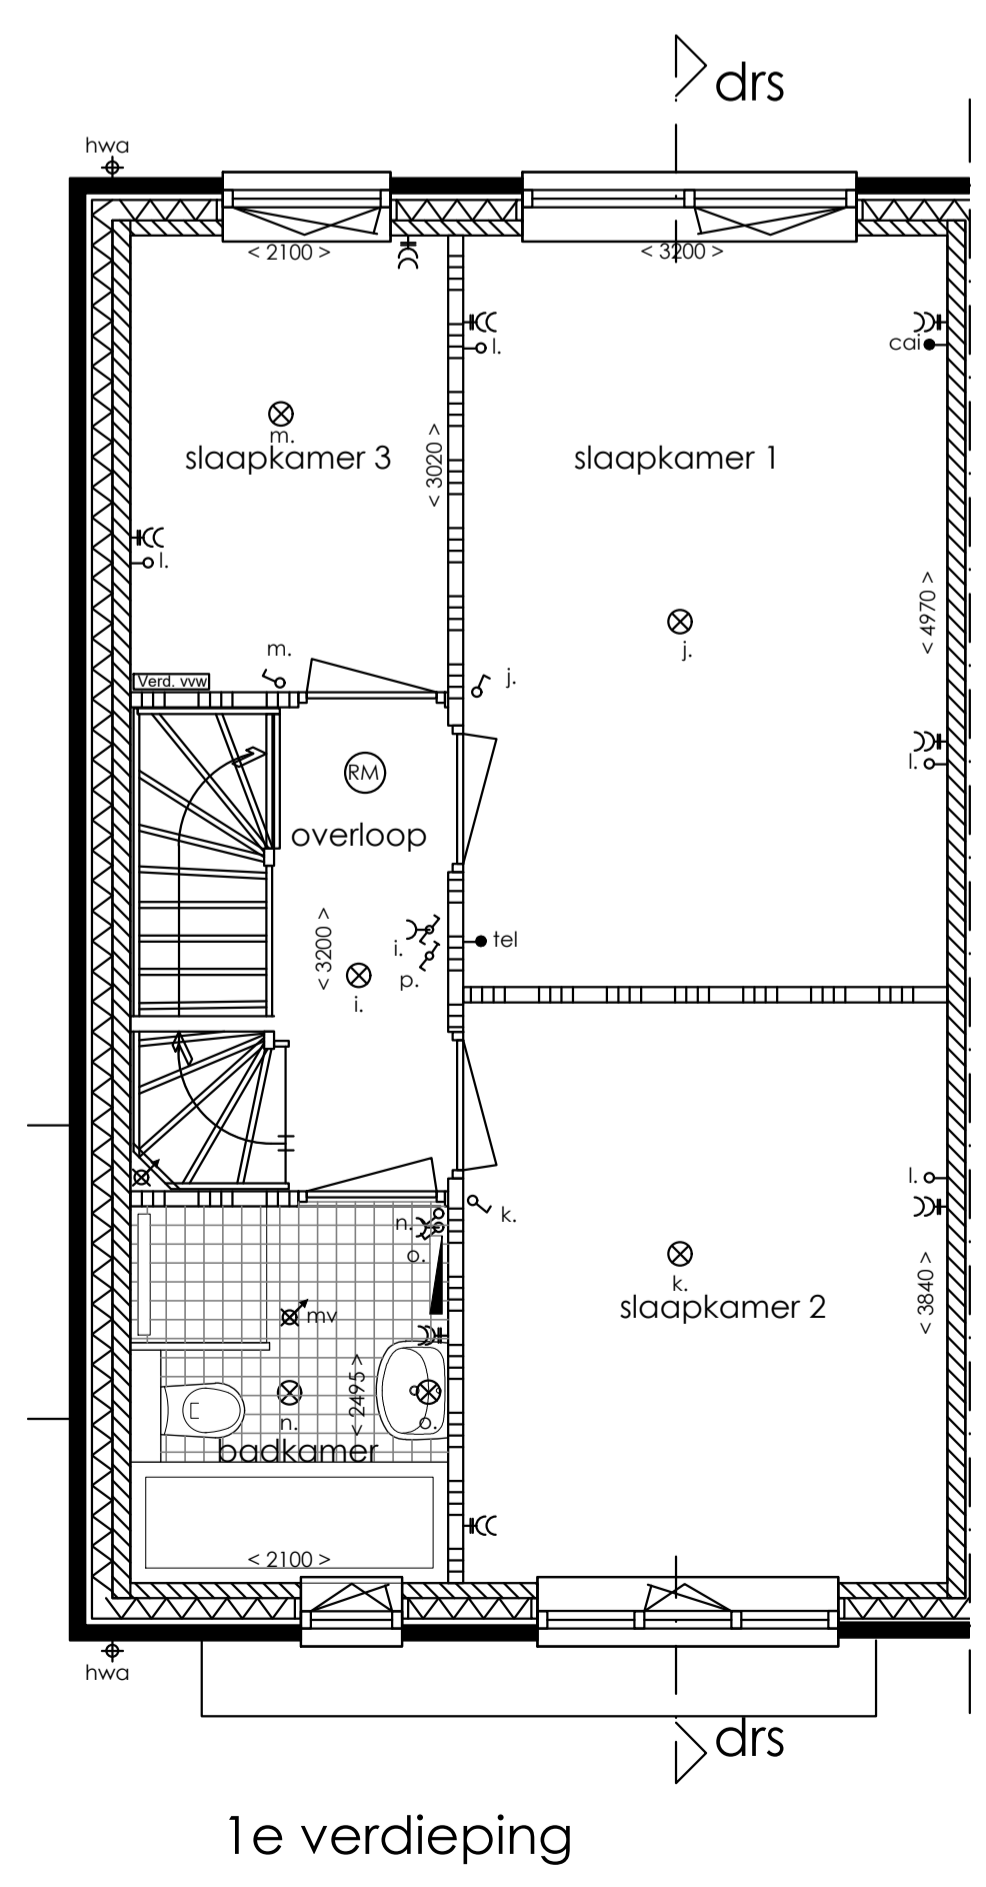 drs
hwa
< 2100 >
< 3200 >
l.
cai
m.
slaapkamer 3
< 3020 >
slaapkamer 1
l.
< 4970 >
j.
m.
j.
Verd. vvw
l.
RM
overloop
< 3200 >
i.
p.
tel
i.
l.
n.
k.
o.
k.
< 3840 >
slaapkamer 2
mv
< 2495 >
n.
o.
badkamer
< 2100 >
hwa
drs
1e verdieping